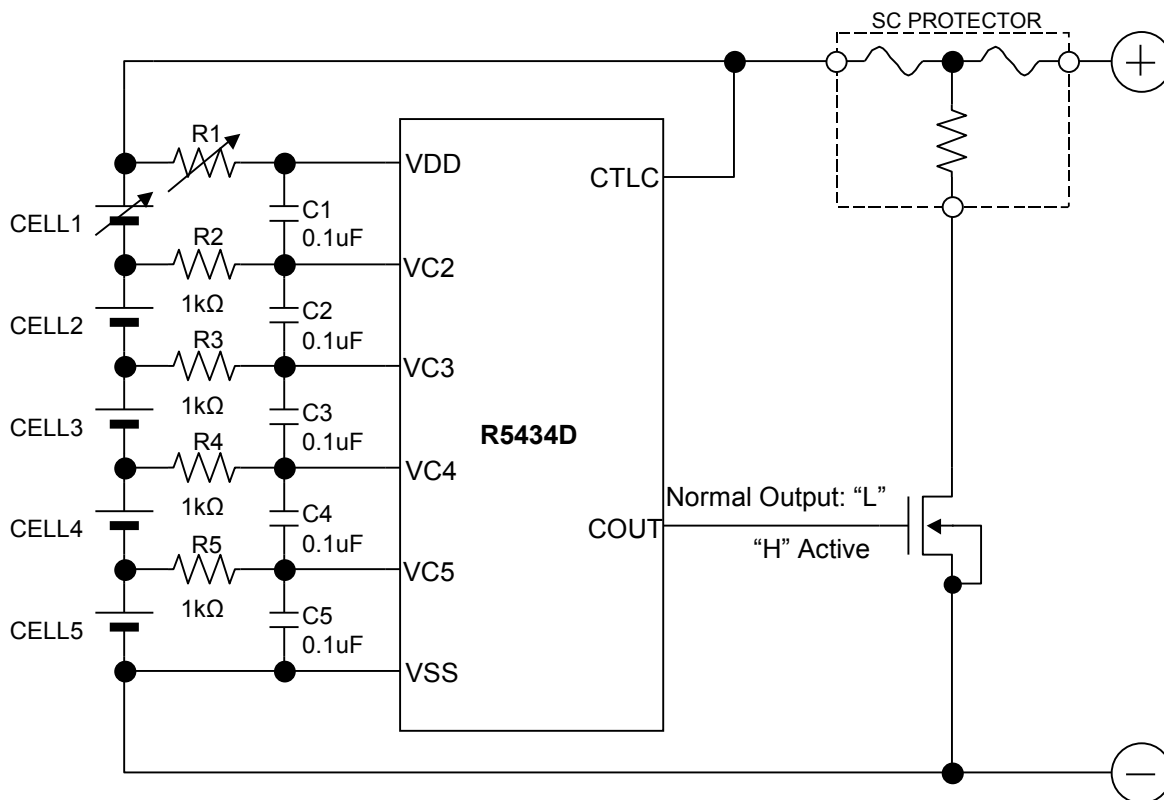 SC PROTECTOR
R1
VDD
CTLC
CELL1
C1
0.1uF
R2
VC2
1kΩ
CELL2
C2
0.1uF
R3
VC3
1kΩ
CELL3
C3
0.1uF
R5434D
R4
VC4
1kΩ
Normal Output: “L”
CELL4
C4
0.1uF
COUT
“H” Active
R5
VC5
1kΩ
CELL5
C5
0.1uF
VSS